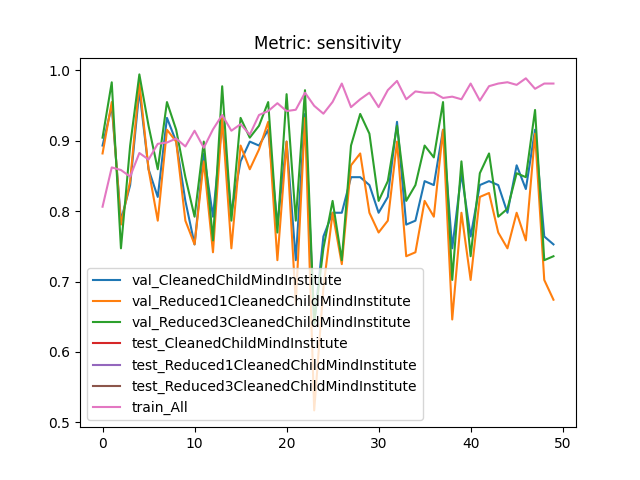 Metric: sensitivity
1.0
0.9
0.8
0.7
0.6
0.5
val_CleanedChildMindInstitute
val_Reduced1CleanedChildMindInstitute
val_Reduced3CleanedChildMindInstitute
test_CleanedChildMindInstitute
test_Reduced1CleanedChildMindInstitute
test_Reduced3CleanedChildMindInstitute
train_All
0 10 20 30 40 50